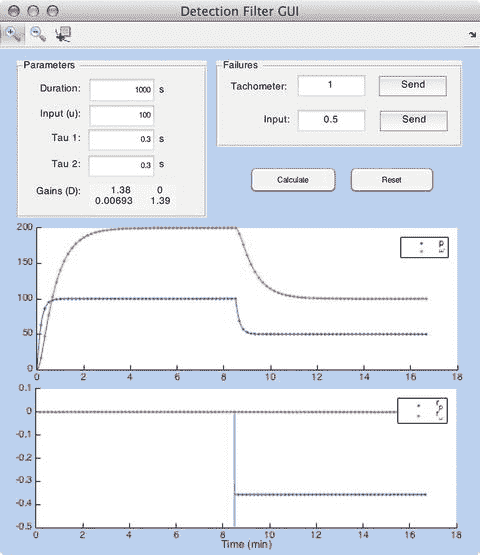 Detection Filter GUI
Parameters
Duration: 1000 s
Input (u): 100
Tau 1: 0.3 s
Tau 2: 0.3 s
Gains (D): 1.38 0
0.00693 1.39
Failures
Tachometer: 1 Send
Input: 0.5 Send
Calculate Reset
200
150
100
50
0
p
ω
0 2 4 6 8 10 12 14 16 18
0.1
0
-0.1
-0.2
-0.3
-0.4
-0.5
r_p
r_ω
0 2 4 6 8 10 12 14 16 18
Time (min)